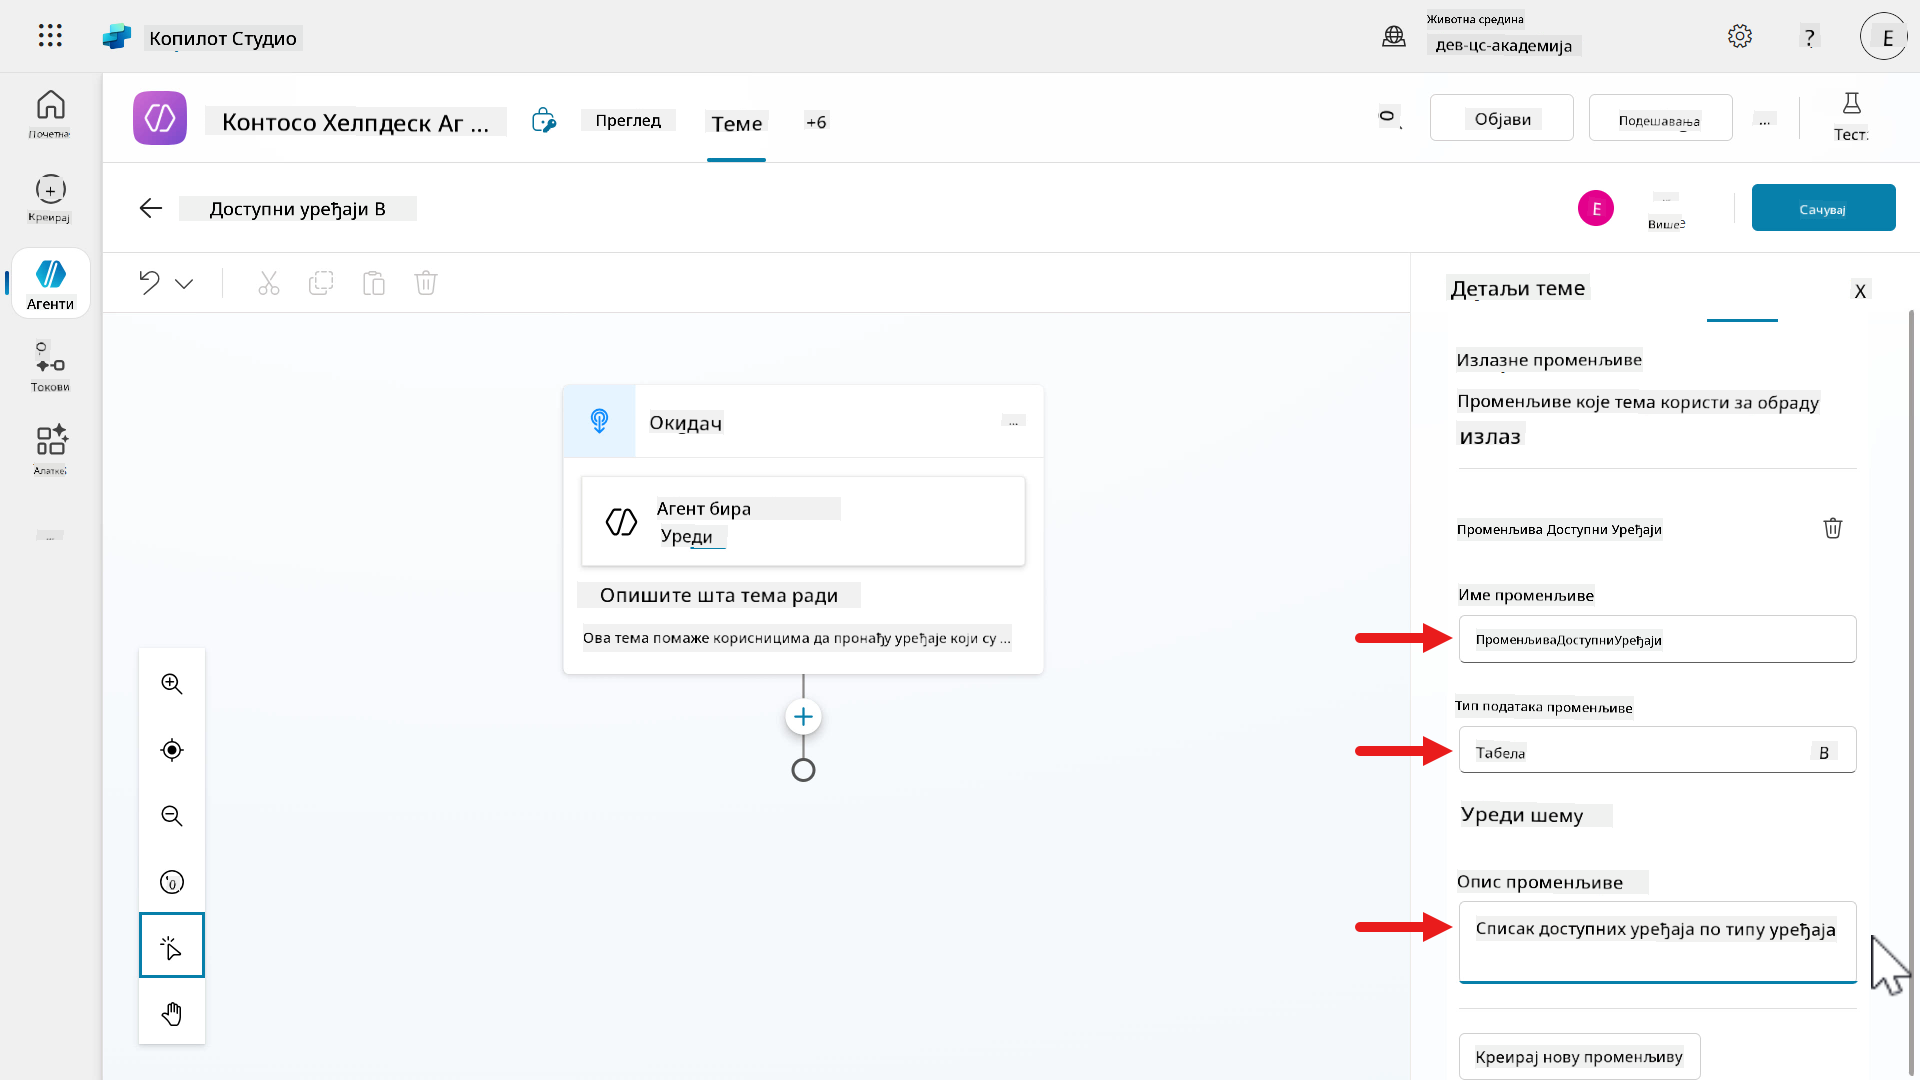 Копилот Студио
Животна средина
дев-цс-академија
?
Е
Почетна
Креирај
Агенти
Токови
Алатке
Контосо Хелпдеск Аг ...
Преглед
Теме
+6
Објави
Подешавања
...
Тест
Доступни уређаји В
Е
Више
Сачувај
Окидач
...
Агент бира
Уреди
Опишите шта тема ради
Ова тема помаже корисницима да пронађу уређаје који су ...
Детаљи теме
X
Излазне променљиве
Променљиве које тема користи за обраду
излаз
Променљива Доступни Уређаји
Име променљиве
ПроменљиваДоступниУређаји
Тип података променљиве
Табела
В
Уреди шему
Опис променљиве
Списак доступних уређаја по типу уређаја
Креирај нову променљиву